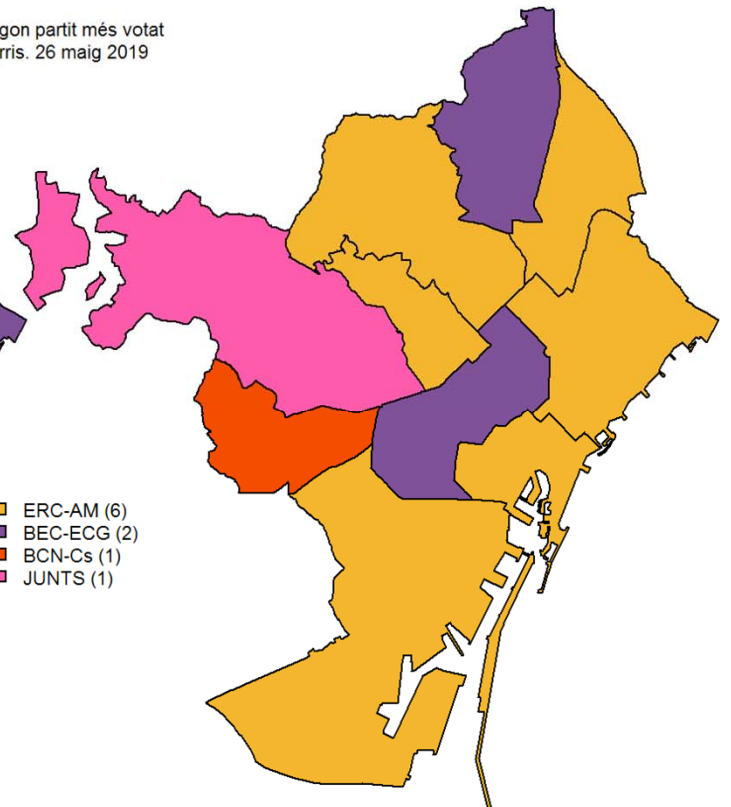 gon partit més votat
rris. 26 maig 2019
ERC-AM (6)
BEC-ECG (2)
BCN-Cs (1)
JUNTS (1)